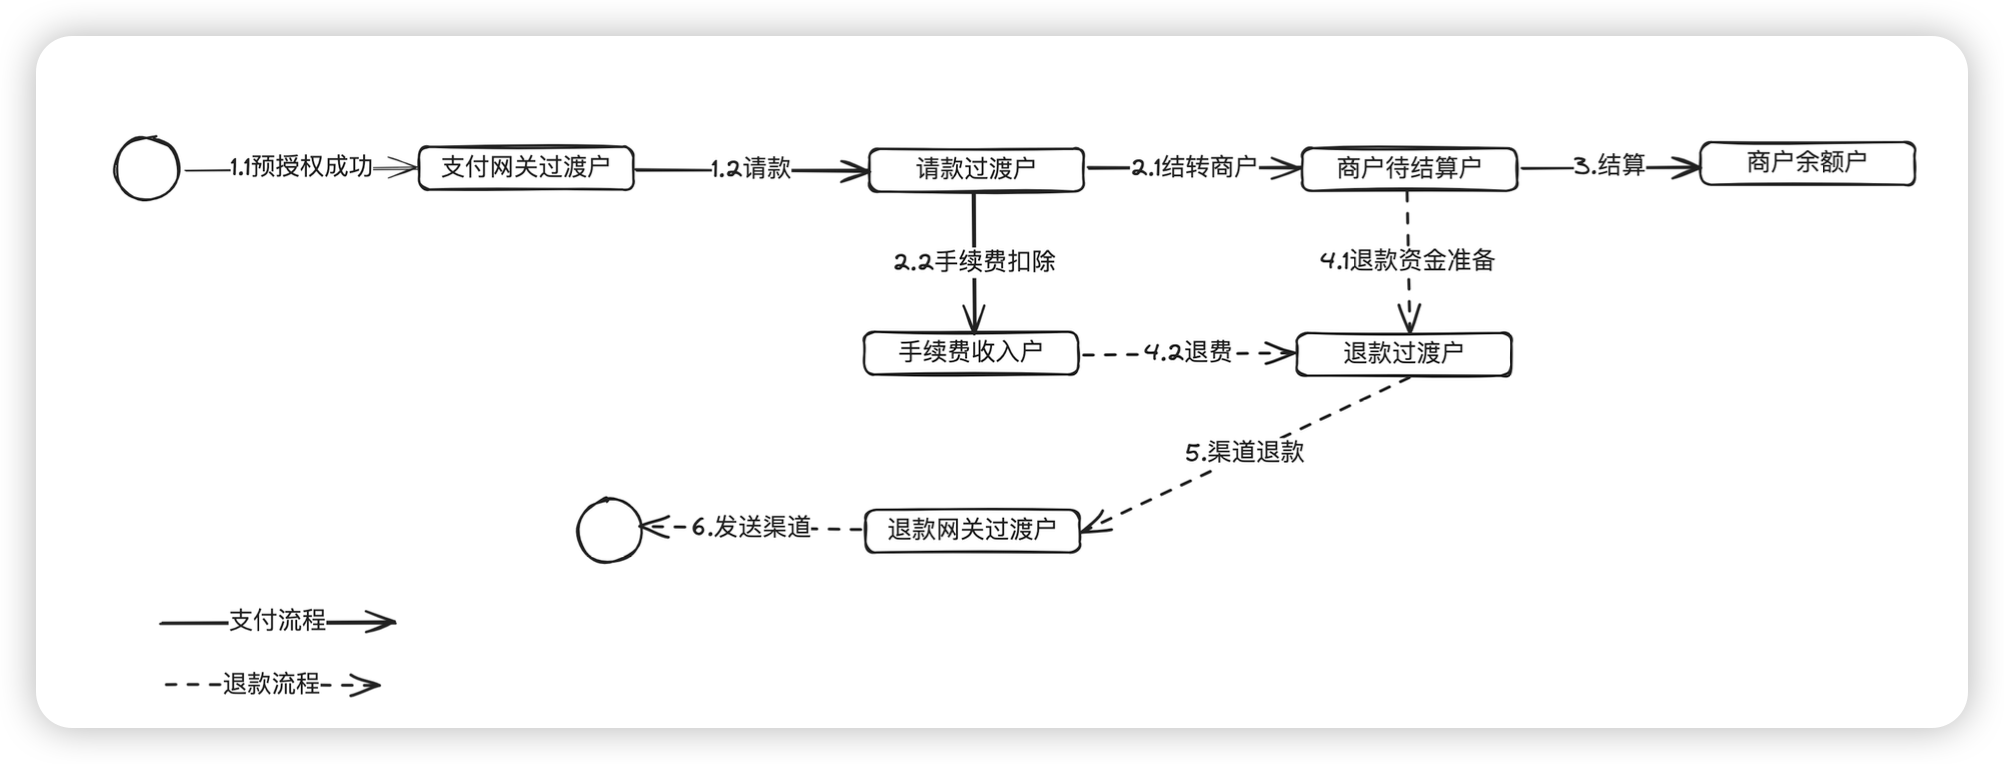 1.1预授权成功
支付网关过渡户
1.2请款
请款过渡户
2.1结转商户
商户待结算户
3.结算
商户余额户
2.2手续费扣除
4.1退款资金准备
手续费收入户
4.2退费
退款过渡户
5.渠道退款
6.发送渠道
退款网关过渡户
支付流程
退款流程